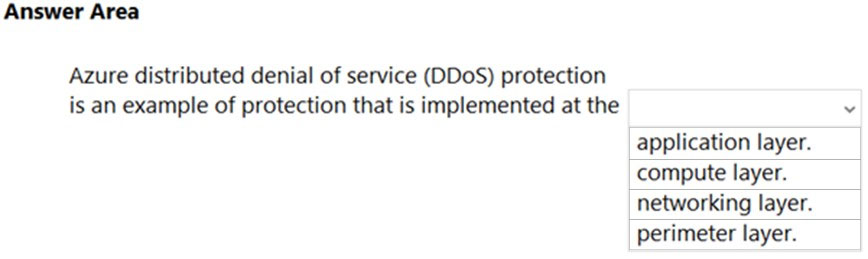 Answer Area
Azure distributed denial of service (DDoS) protection
is an example of protection that is implemented at the
application layer.
compute layer.
networking layer.
perimeter layer.